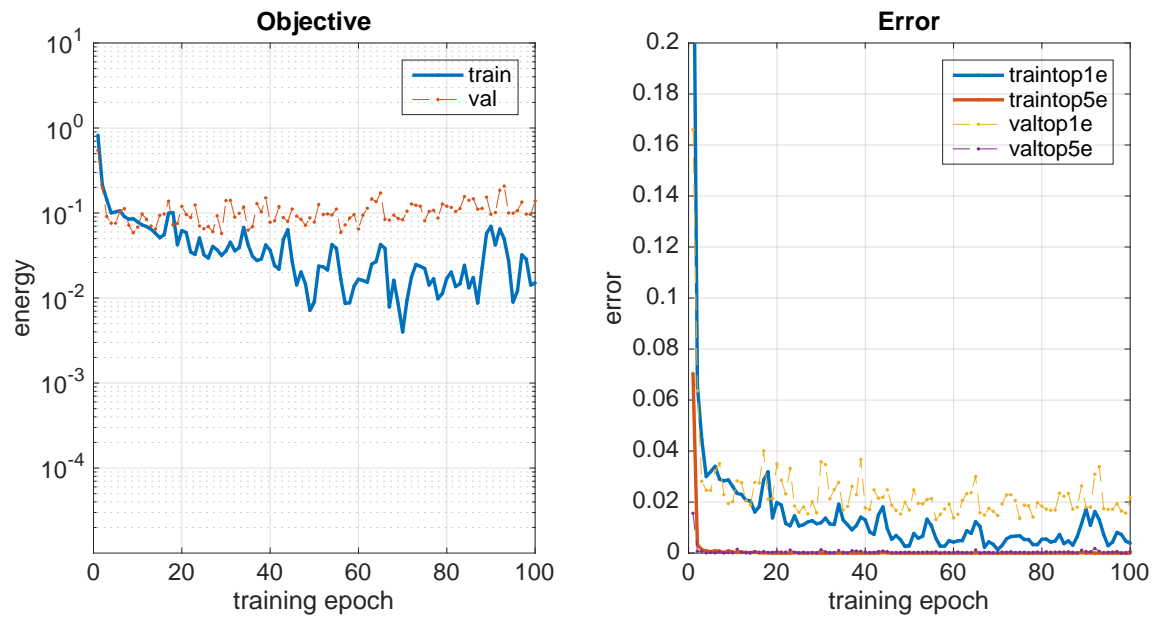 Objective
10^1
10^0
10^-1
10^-2
10^-3
10^-4
energy
train
val
0 20 40 60 80 100
training epoch
Error
0.2
0.18
0.16
0.14
0.12
0.1
0.08
0.06
0.04
0.02
0
error
traintop1e
traintop5e
valtop1e
valtop5e
0 20 40 60 80 100
training epoch